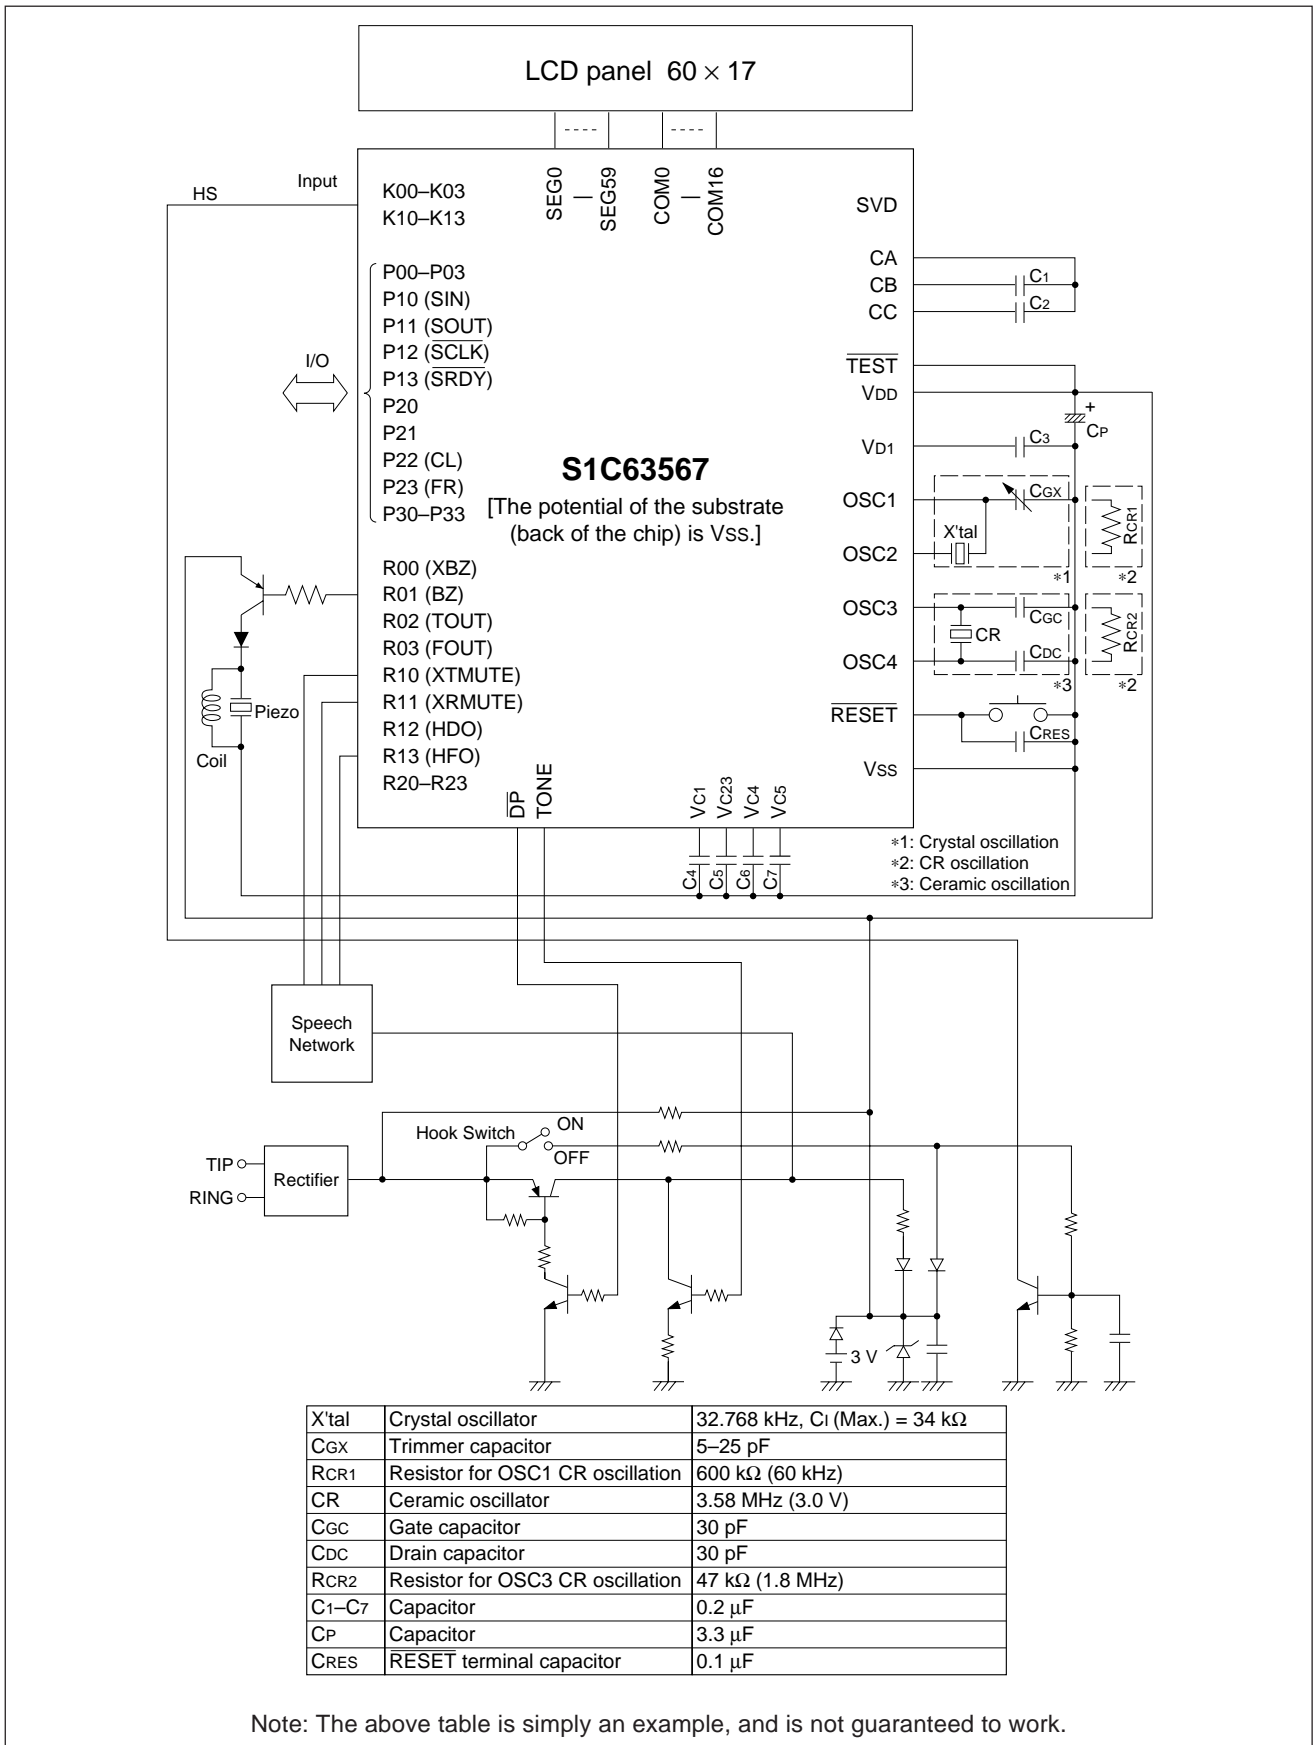 LCD panel 60 × 17
HS
Input
K00–K03
K10–K13
SEG0
—
SEG59
COM0
—
COM16
SVD
CA
CB
CC
C1
C2
P00–P03
P10 (SIN)
P11 (SOUT)
P12 (SCLK)
P13 (SRDY)
P20
P21
P22 (CL)
P23 (FR)
P30–P33
I/O
TEST
VDD
+
CP
VD1
C3
S1C63567
[The potential of the substrate
(back of the chip) is VSS.]
OSC1
CGX
X'tal
OSC2
*1
RCR1
*2
OSC3
CGC
CR
OSC4
CDC
*3
RCR2
*2
RESET
CRES
VSS
R00 (XBZ)
R01 (BZ)
R02 (TOUT)
R03 (FOUT)
R10 (XTMUTE)
R11 (XRMUTE)
R12 (HDO)
R13 (HFO)
R20–R23
Piezo
Coil
DP
TONE
VC1
VC23
VC4
VC5
C4
C5
C6
C7
*1: Crystal oscillation
*2: CR oscillation
*3: Ceramic oscillation
Speech
Network
Hook Switch
ON
OFF
TIP
RING
Rectifier
3 V
X'tal Crystal oscillator 32.768 kHz, CI (Max.) = 34 kΩ
CGX Trimmer capacitor 5–25 pF
RCR1 Resistor for OSC1 CR oscillation 600 kΩ (60 kHz)
CR Ceramic oscillator 3.58 MHz (3.0 V)
CGC Gate capacitor 30 pF
CDC Drain capacitor 30 pF
RCR2 Resistor for OSC3 CR oscillation 47 kΩ (1.8 MHz)
C1–C7 Capacitor 0.2 μF
CP Capacitor 3.3 μF
CRES RESET terminal capacitor 0.1 μF
Note: The above table is simply an example, and is not guaranteed to work.